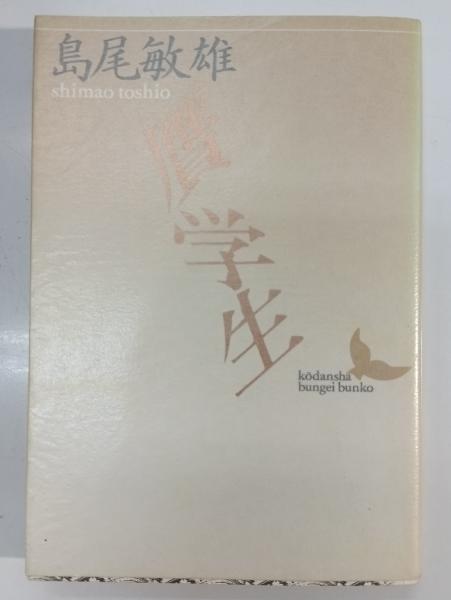 島尾敏雄
shimao toshio
贋学生
kōdansha
bungei bunko